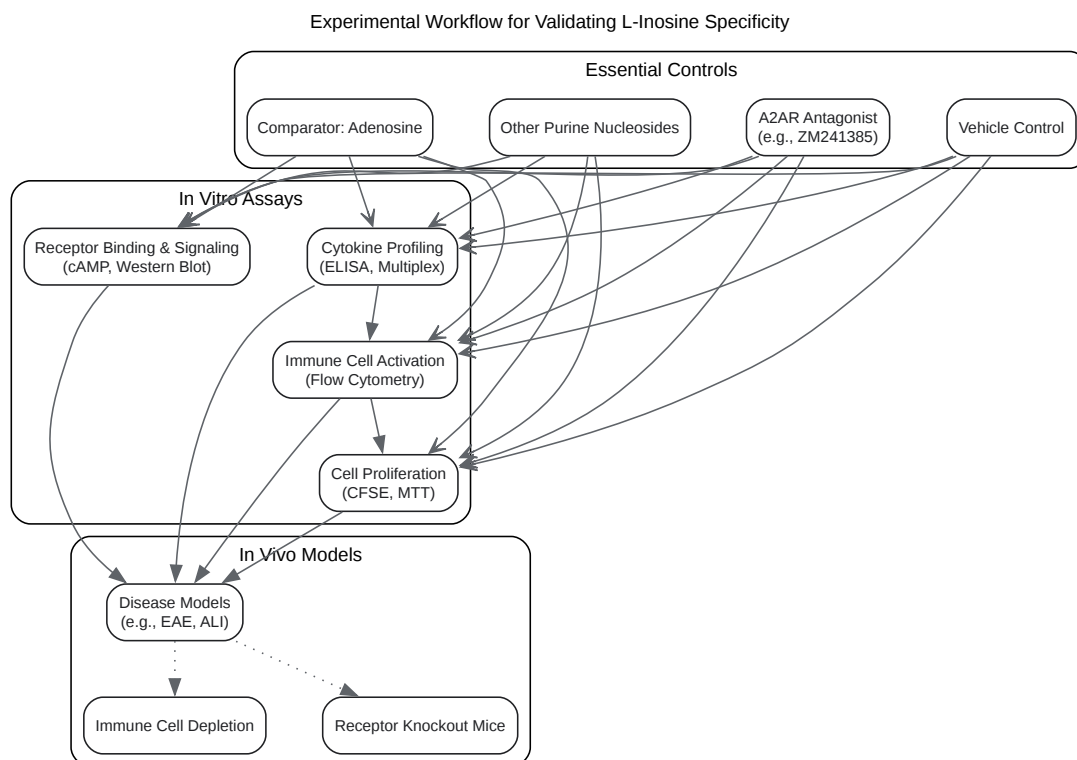 Experimental Workflow for Validating L-Inosine Specificity
Essential Controls
Comparator: Adenosine
Other Purine Nucleosides
A2AR Antagonist
(e.g., ZM241385)
Vehicle Control
In Vitro Assays
Receptor Binding & Signaling
(cAMP, Western Blot)
Cytokine Profiling
(ELISA, Multiplex)
Immune Cell Activation
(Flow Cytometry)
Cell Proliferation
(CFSE, MTT)
In Vivo Models
Disease Models
(e.g., EAE, ALI)
Immune Cell Depletion
Receptor Knockout Mice